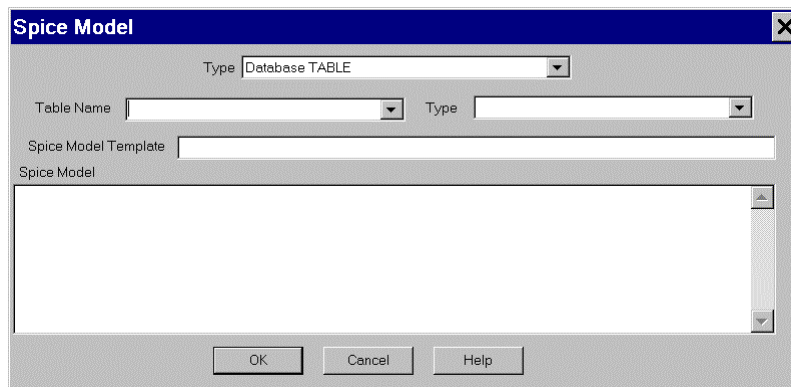 Spice Model
Type Database TABLE
Table Name Type
Spice Model Template
Spice Model
OK Cancel Help